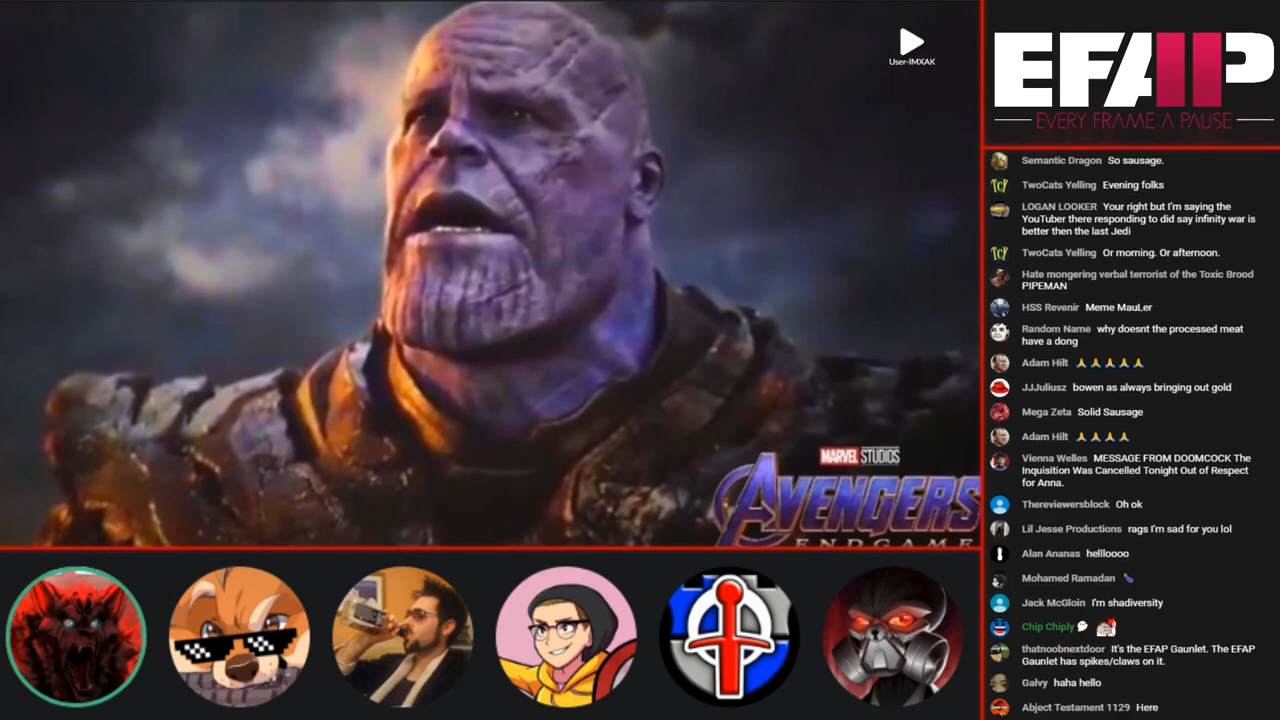 User-IMXAK
MARVEL STUDIOS
AVENGERS
ENDGAME
EFAP
EVERY FRAME A PAUSE
Semantic Dragon So sausage.
TwoCats Yelling Evening folks
LOGAN LOOKER Your right but I'm saying the
YouTuber there responding to did say infinity war is
better then the last Jedi
TwoCats Yelling Or morning. Or afternoon.
Hate mongering verbal terrorist of the Toxic Brood
PIPEMAN
HSS Revenir Meme MauLer
Random Name why doesnt the processed meat
have a dong
Adam Hilt 🙏🙏🙏🙏🙏
JJJuliusz bowen as always bringing out gold
Mega Zeta Solid Sausage
Adam Hilt 🙏🙏🙏🙏
Vienna Welles MESSAGE FROM DOOMCOCK The
Inquisition Was Cancelled Tonight Out of Respect
for Anna.
Thereviewersblock Oh ok
Lil Jesse Productions rags I'm sad for you lol
Alan Ananas hellloooo
Mohamed Ramadan 🍆
Jack McGloin I'm shadiversity
Chip Chiply
thatnoobnextdoor It's the EFAP Gaunlet. The EFAP
Gaunlet has spikes/claws on it.
Galvy haha hello
Abject Testament 1129 Here